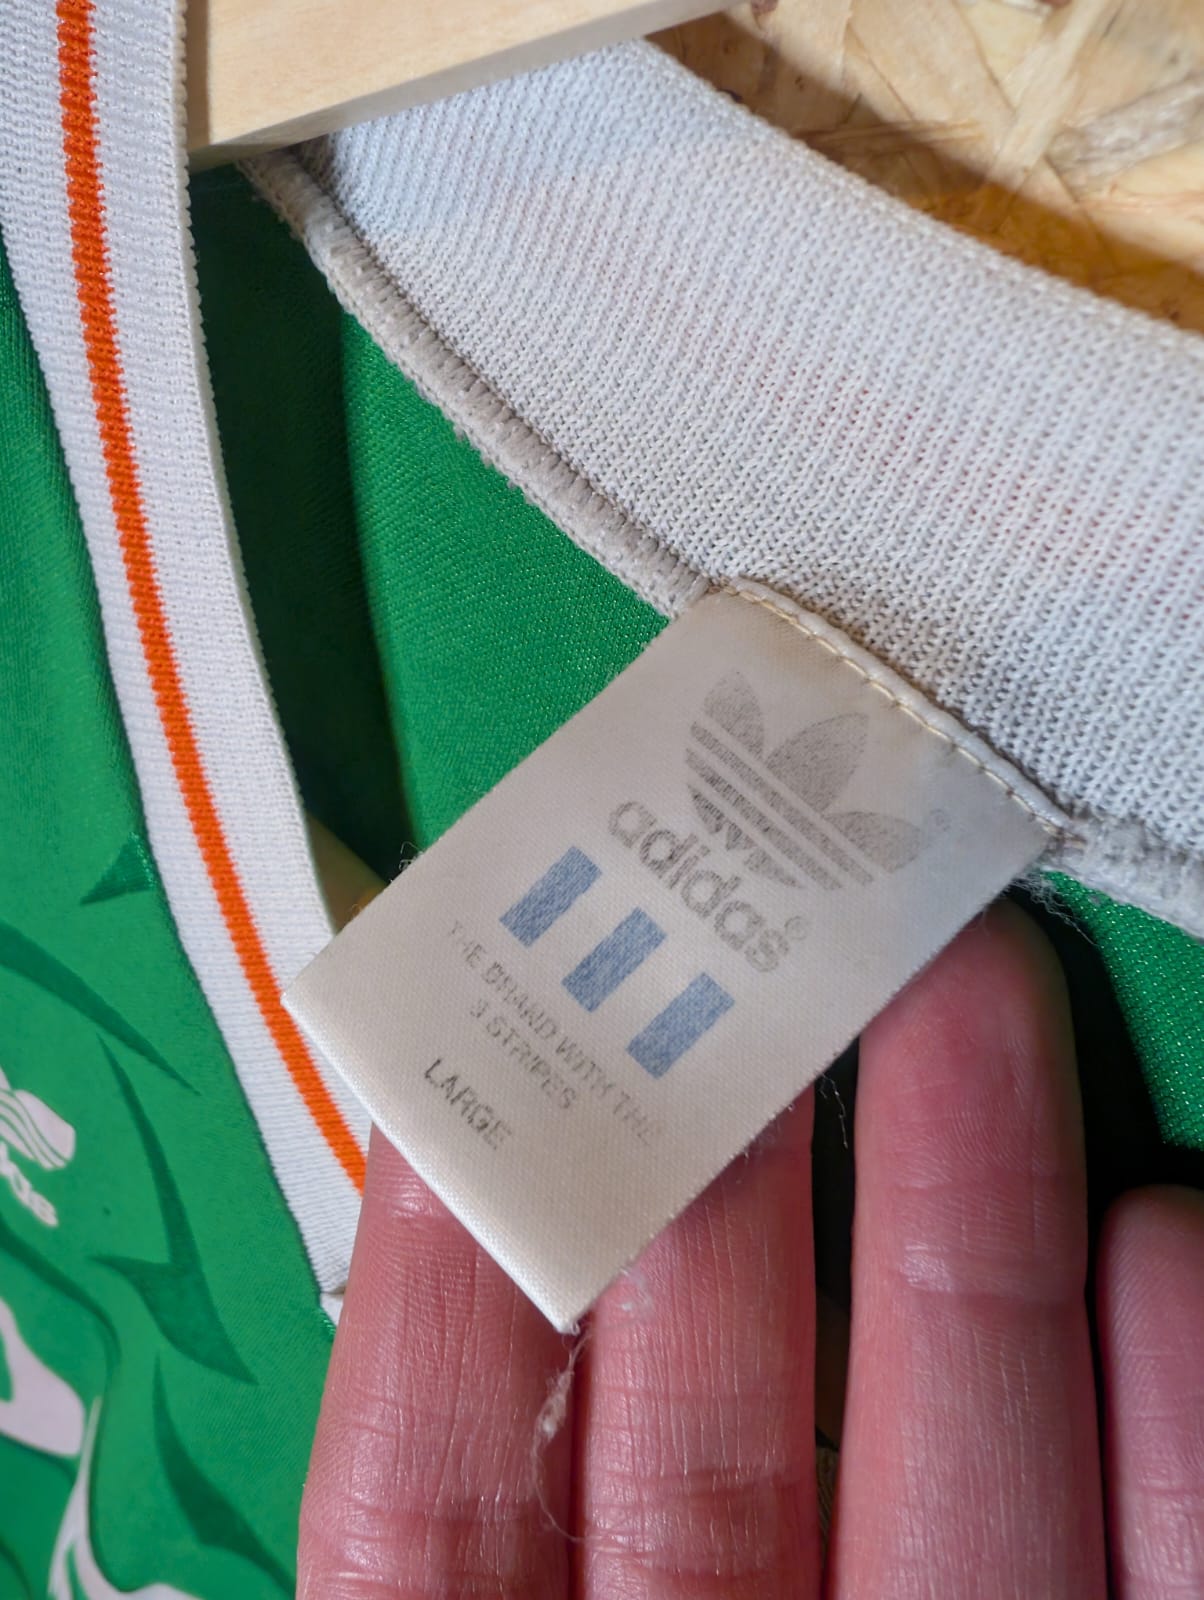 adidas®
THE BRAND WITH THE
3 STRIPES
LARGE